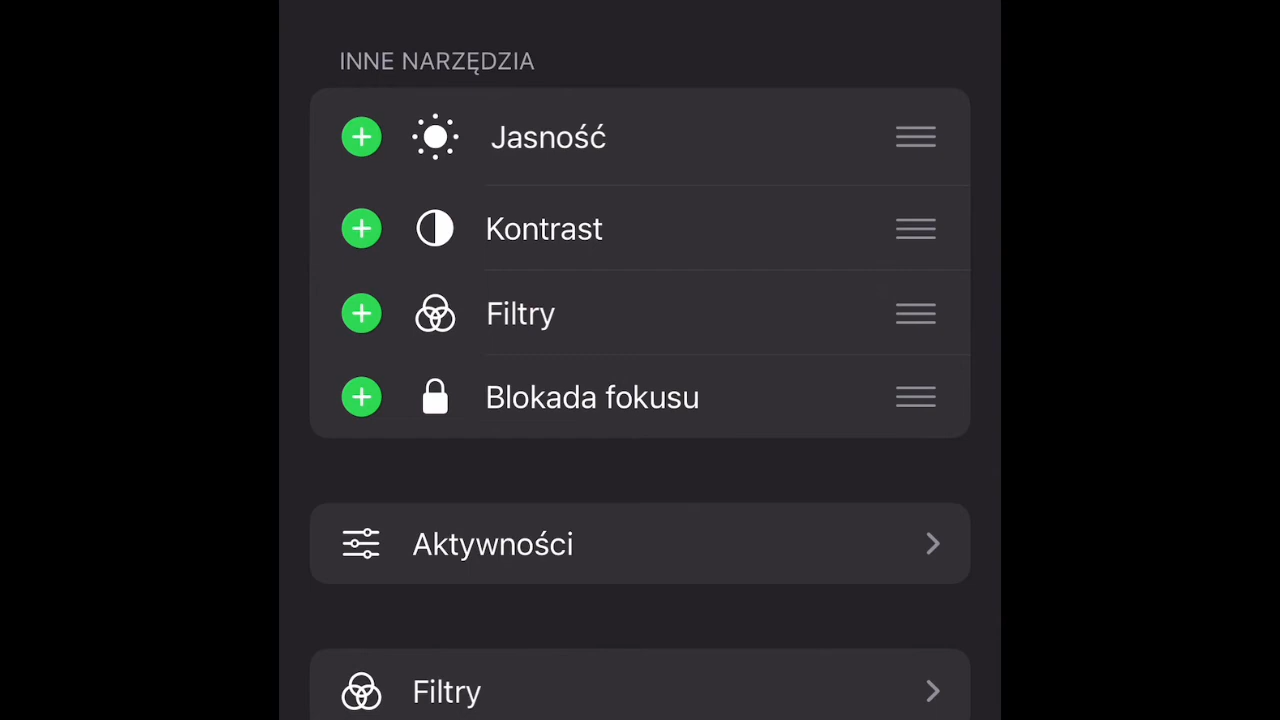 INNE NARZĘDZIA
Jasność
Kontrast
Filtry
Blokada fokusu
Aktywności
Filtry